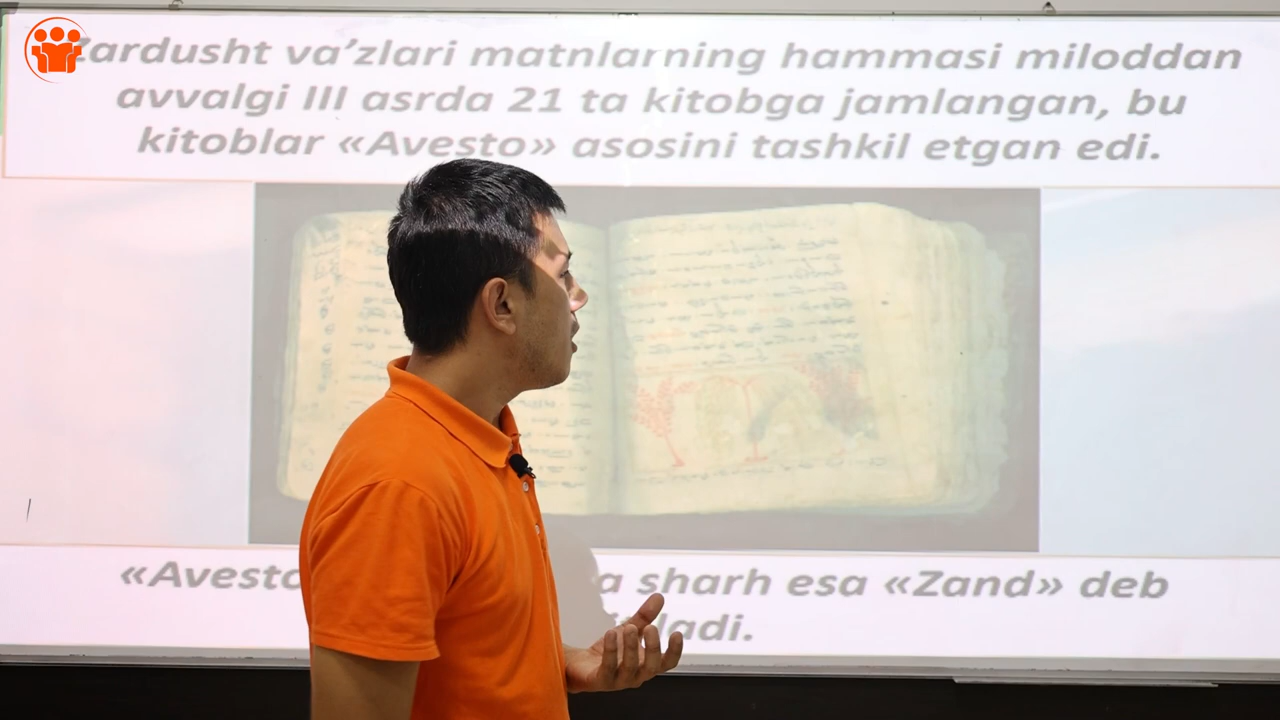 Zardusht va’zlari matnlarning hammasi miloddan
avvalgi III asrda 21 ta kitobga jamlangan, bu
kitoblar «Avesto» asosini tashkil etgan edi.
«Avesto sharh esa «Zand» deb